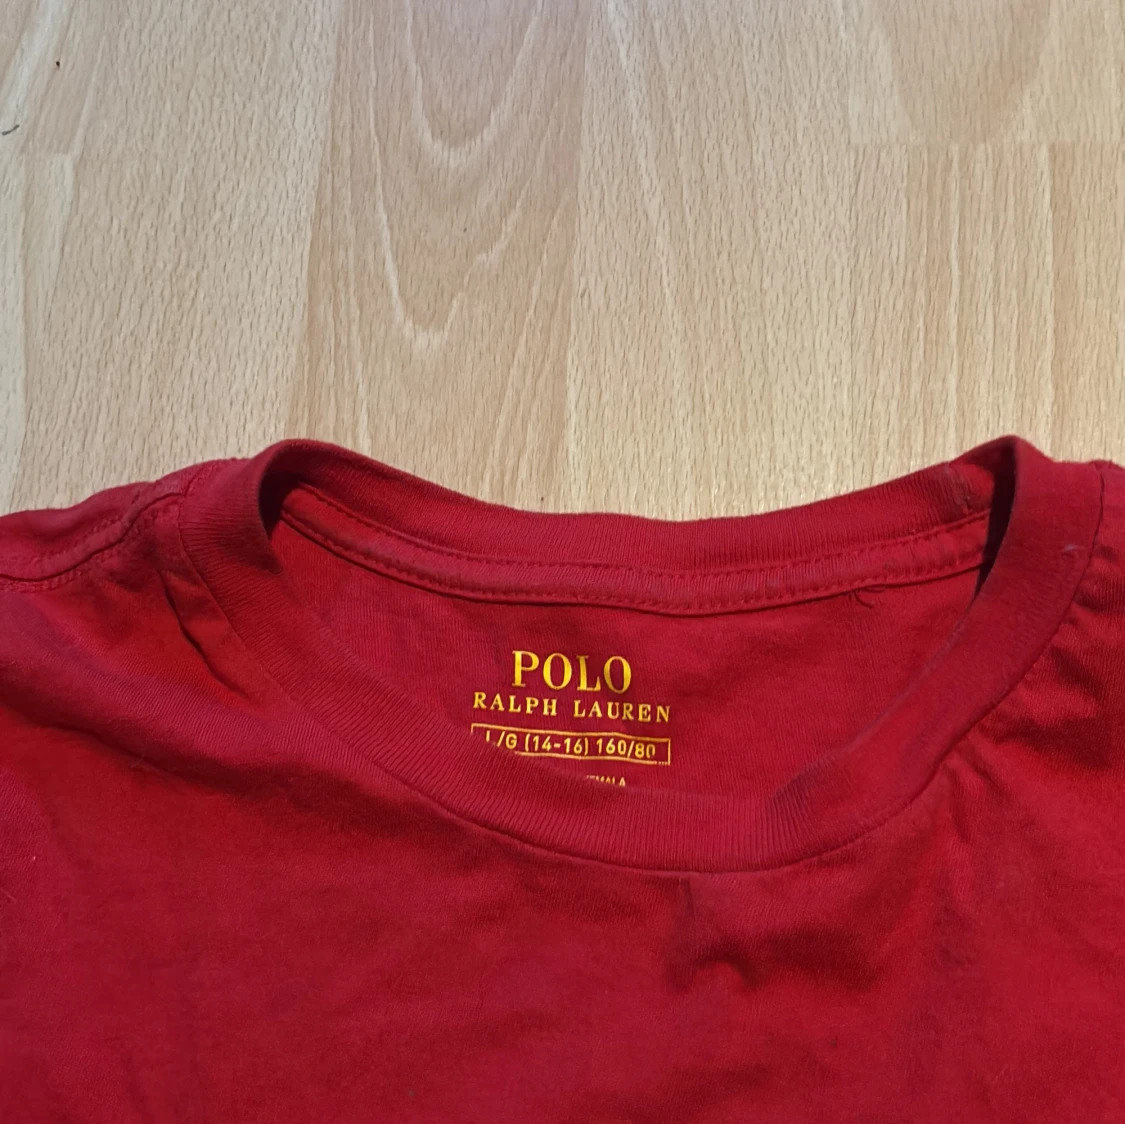 POLO
RALPH LAUREN
L/G (14-16) 160/80